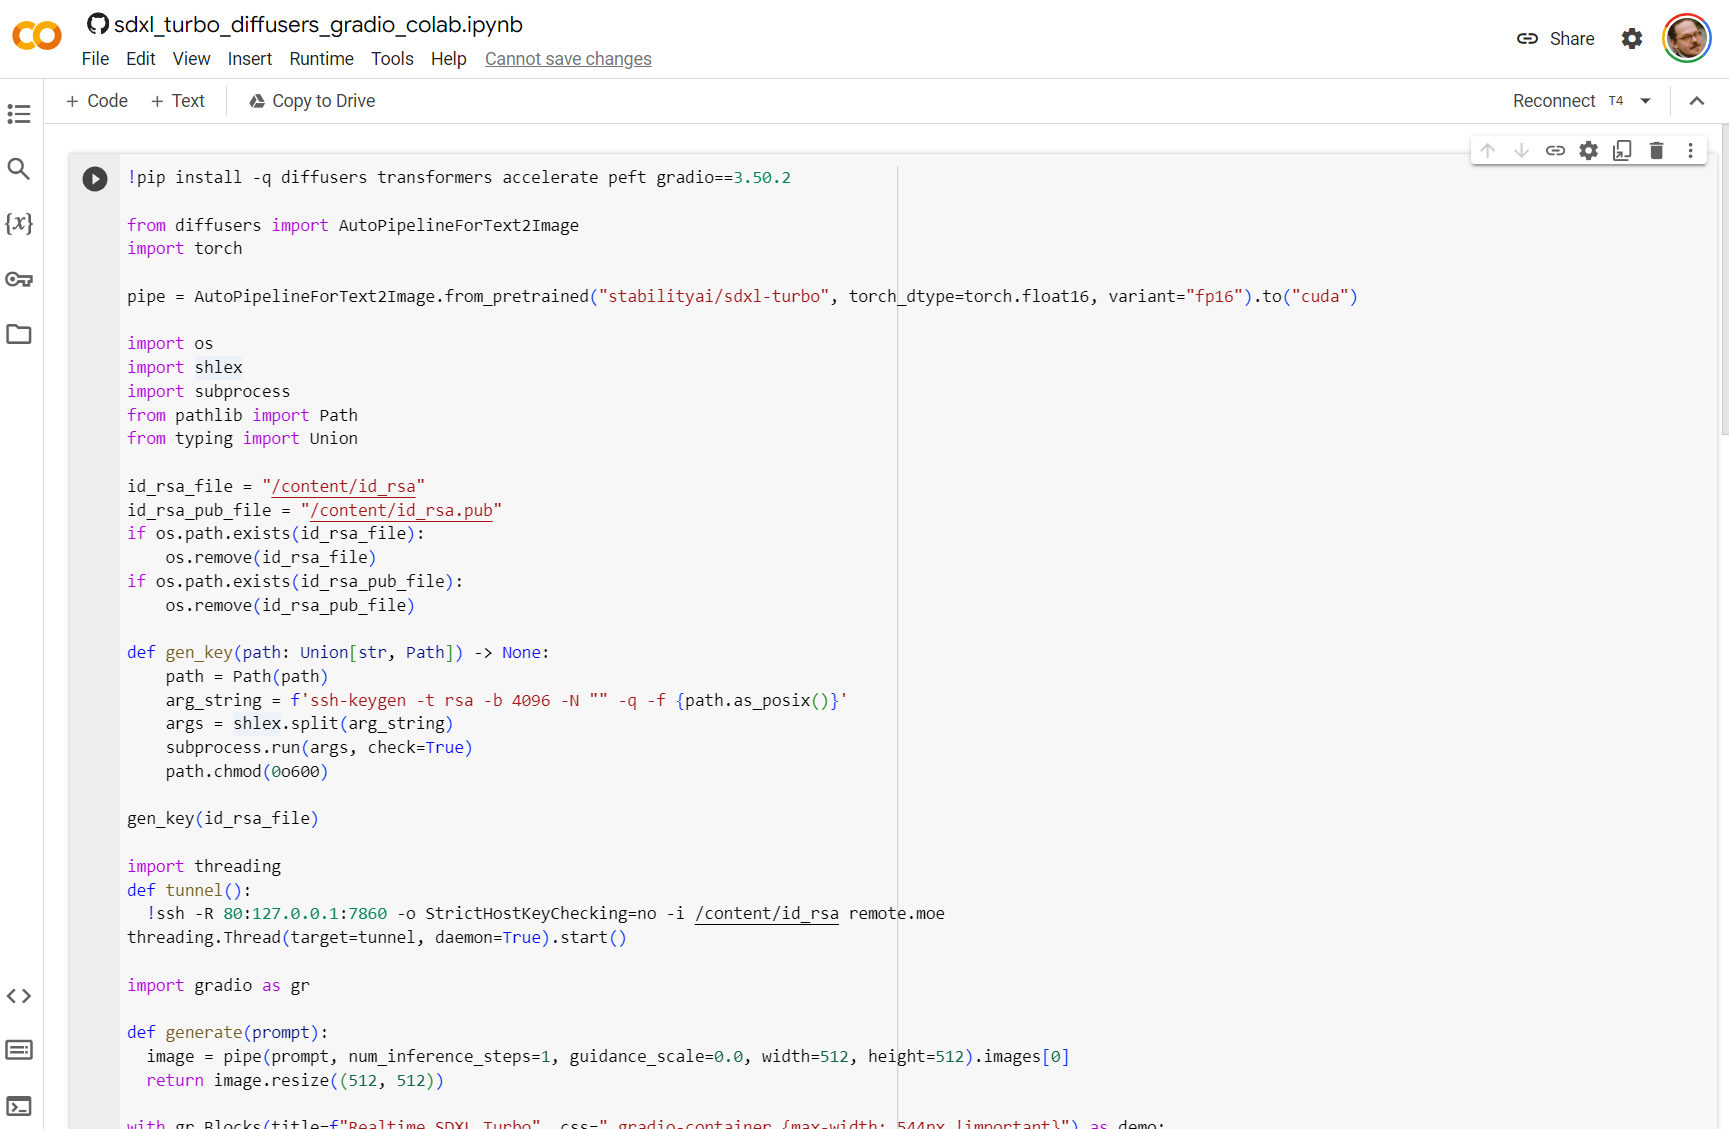 sdxl_turbo_diffusers_gradio_colab.ipynb
File Edit View Insert Runtime Tools Help Cannot save changes
Share
+ Code + Text Copy to Drive
Reconnect T4
!pip install -q diffusers transformers accelerate peft gradio==3.50.2
from diffusers import AutoPipelineForText2Image
import torch
pipe = AutoPipelineForText2Image.from_pretrained("stabilityai/sdxl-turbo", torch_dtype=torch.float16, variant="fp16").to("cuda")
import os
import shlex
import subprocess
from pathlib import Path
from typing import Union
id_rsa_file = "/content/id_rsa"
id_rsa_pub_file = "/content/id_rsa.pub"
if os.path.exists(id_rsa_file):
    os.remove(id_rsa_file)
if os.path.exists(id_rsa_pub_file):
    os.remove(id_rsa_pub_file)
def gen_key(path: Union[str, Path]) -> None:
    path = Path(path)
    arg_string = f'ssh-keygen -t rsa -b 4096 -N "" -q -f {path.as_posix()}'
    args = shlex.split(arg_string)
    subprocess.run(args, check=True)
    path.chmod(0o600)
gen_key(id_rsa_file)
import threading
def tunnel():
  !ssh -R 80:127.0.0.1:7860 -o StrictHostKeyChecking=no -i /content/id_rsa remote.moe
threading.Thread(target=tunnel, daemon=True).start()
import gradio as gr
def generate(prompt):
  image = pipe(prompt, num_inference_steps=1, guidance_scale=0.0, width=512, height=512).images[0]
  return image.resize((512, 512))
with gr.Blocks(title=f"Realtime SDXL Turbo", css=".gradio-container {max-width: 544px !important}") as demo: